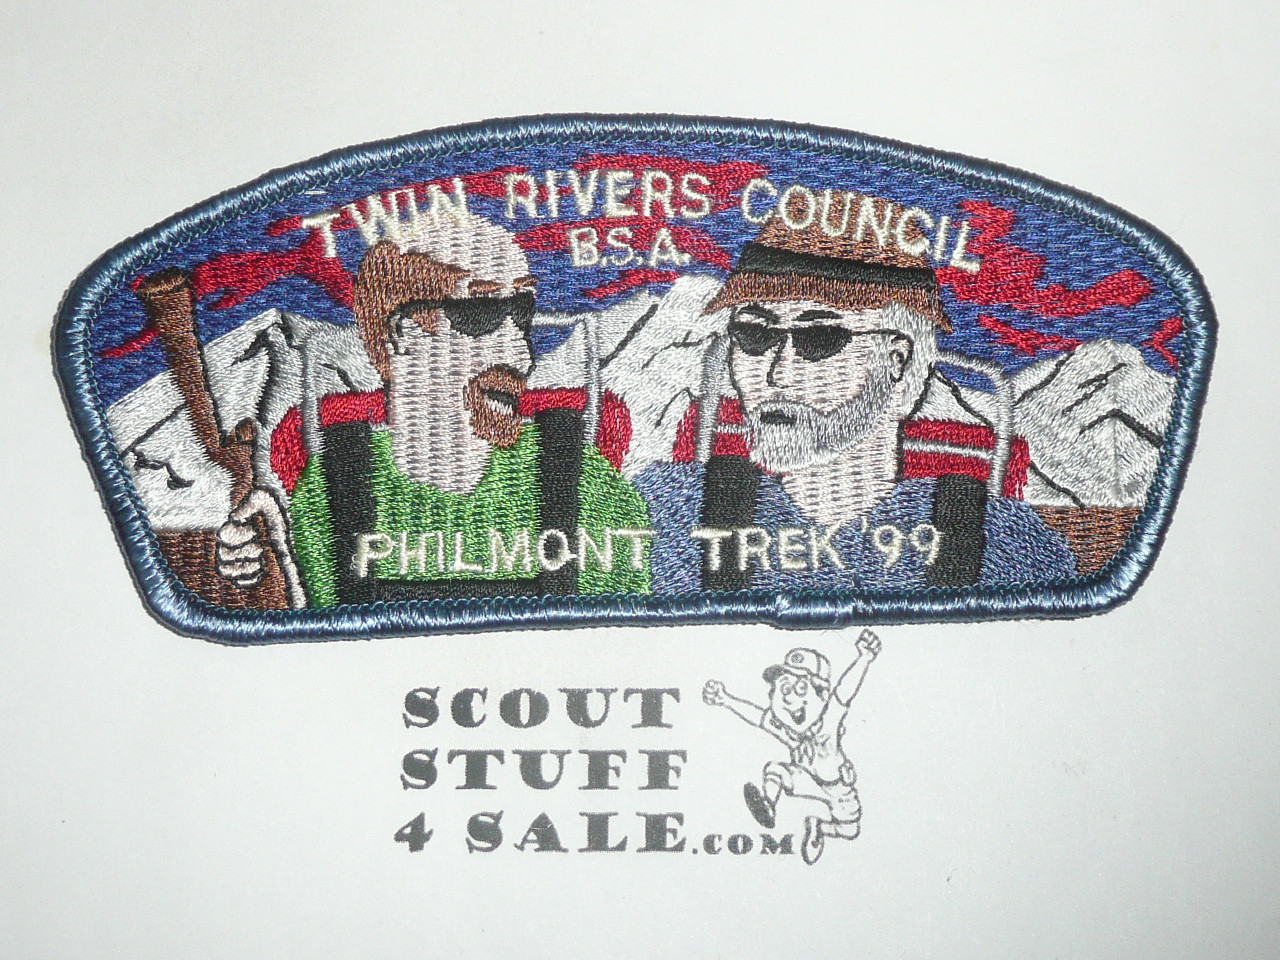 TWIN RIVERS COUNCIL
B.S.A.
PHILMONT TREK '99
SCOUT
STUFF
4 SALE.COM